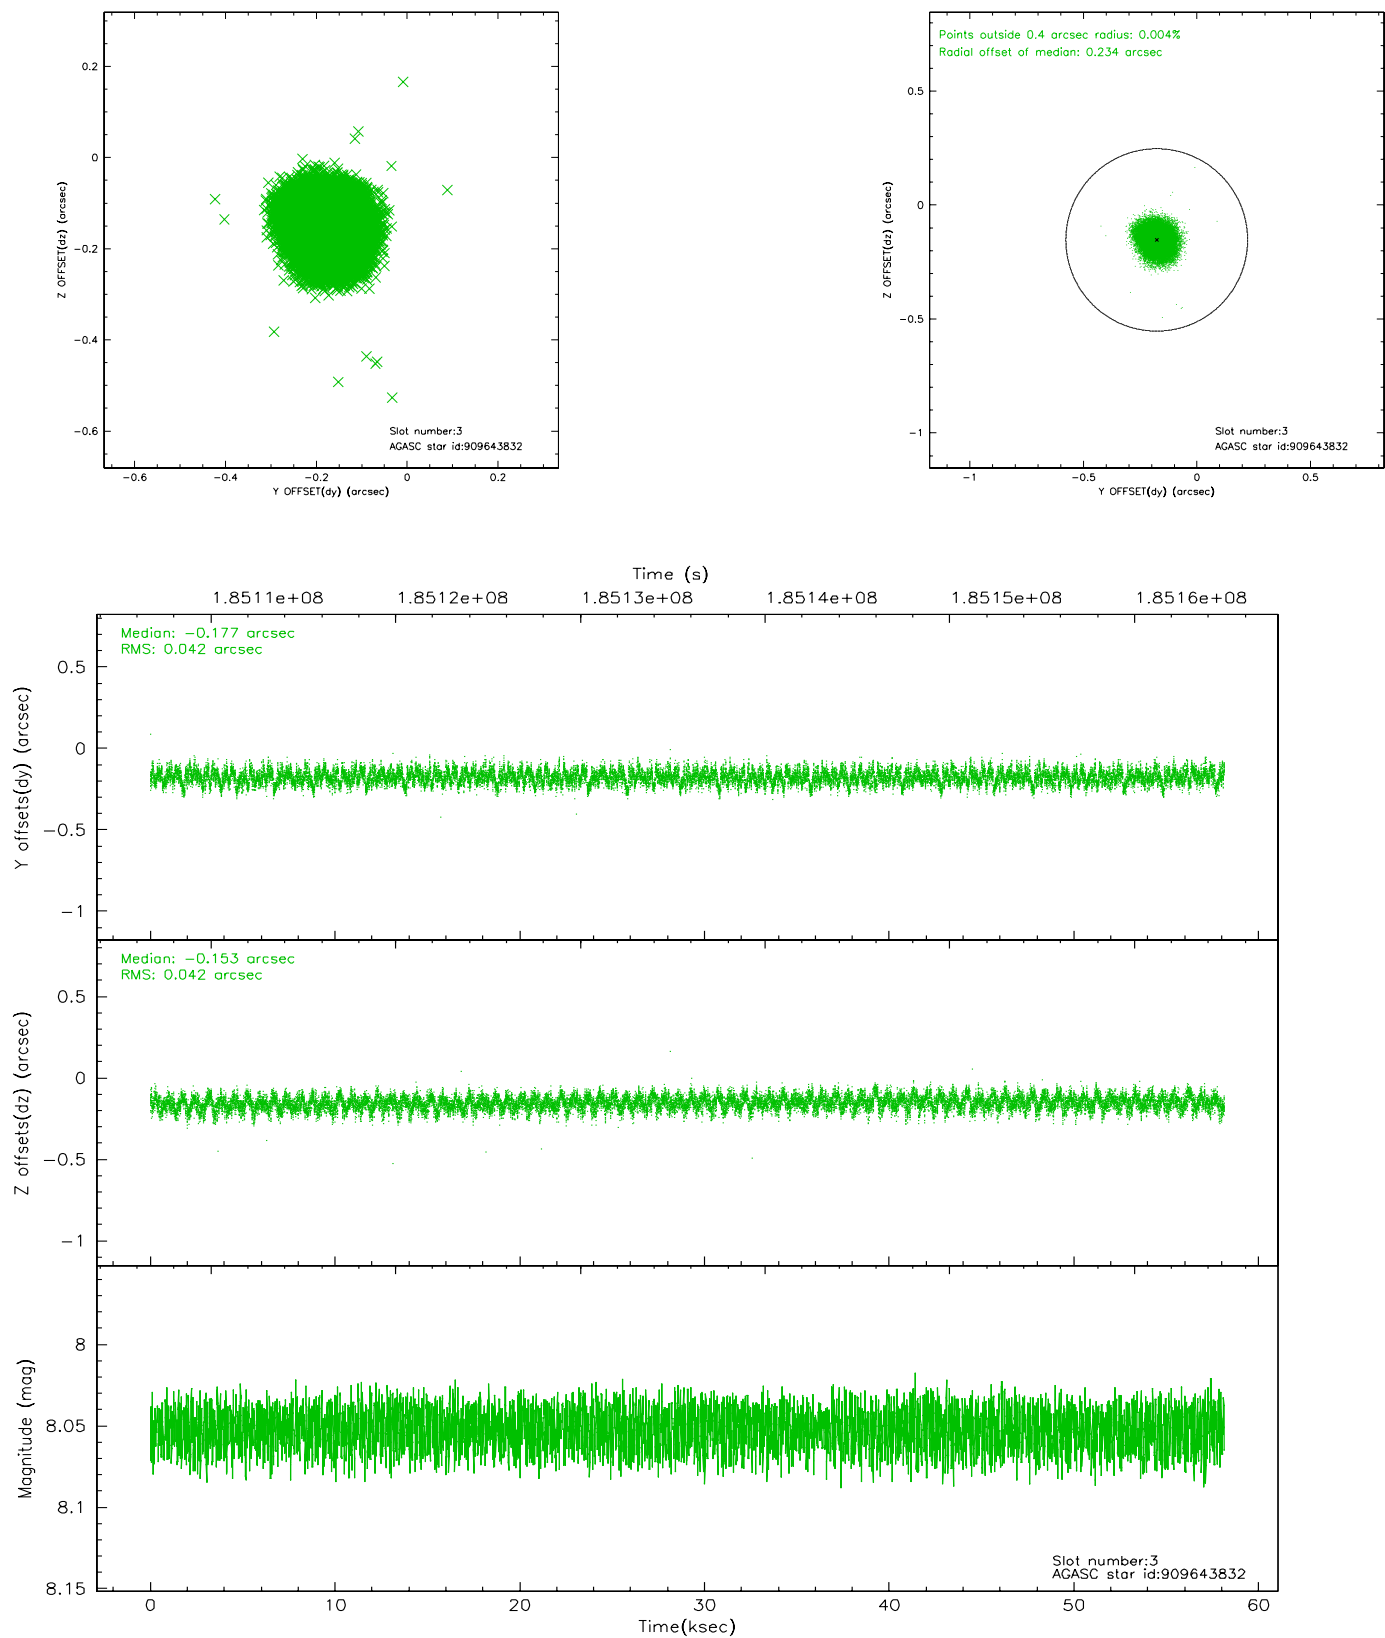 0.2
0
−0.2
−0.4
−0.6
Z OFFSET(dz) (arcsec)
Slot number:3
AGASC star id:909643832
−0.6 −0.4 −0.2 0 0.2
Y OFFSET(dy) (arcsec)
Points outside 0.4 arcsec radius: 0.004%
Radial offset of median: 0.234 arcsec
0.5
0
−0.5
−1
Z OFFSET(dz) (arcsec)
Slot number:3
AGASC star id:909643832
−1 −0.5 0 0.5
Y OFFSET(dy) (arcsec)
Time (s)
1.8511e+08 1.8512e+08 1.8513e+08 1.8514e+08 1.8515e+08 1.8516e+08
Median: −0.177 arcsec
RMS: 0.042 arcsec
0.5
0
−0.5
−1
Y offsets(dy) (arcsec)
Median: −0.153 arcsec
RMS: 0.042 arcsec
0.5
0
−0.5
−1
Z offsets(dz) (arcsec)
8
8.05
8.1
8.15
Magnitude (mag)
Slot number:3
AGASC star id:909643832
0 10 20 30 40 50 60
Time(ksec)